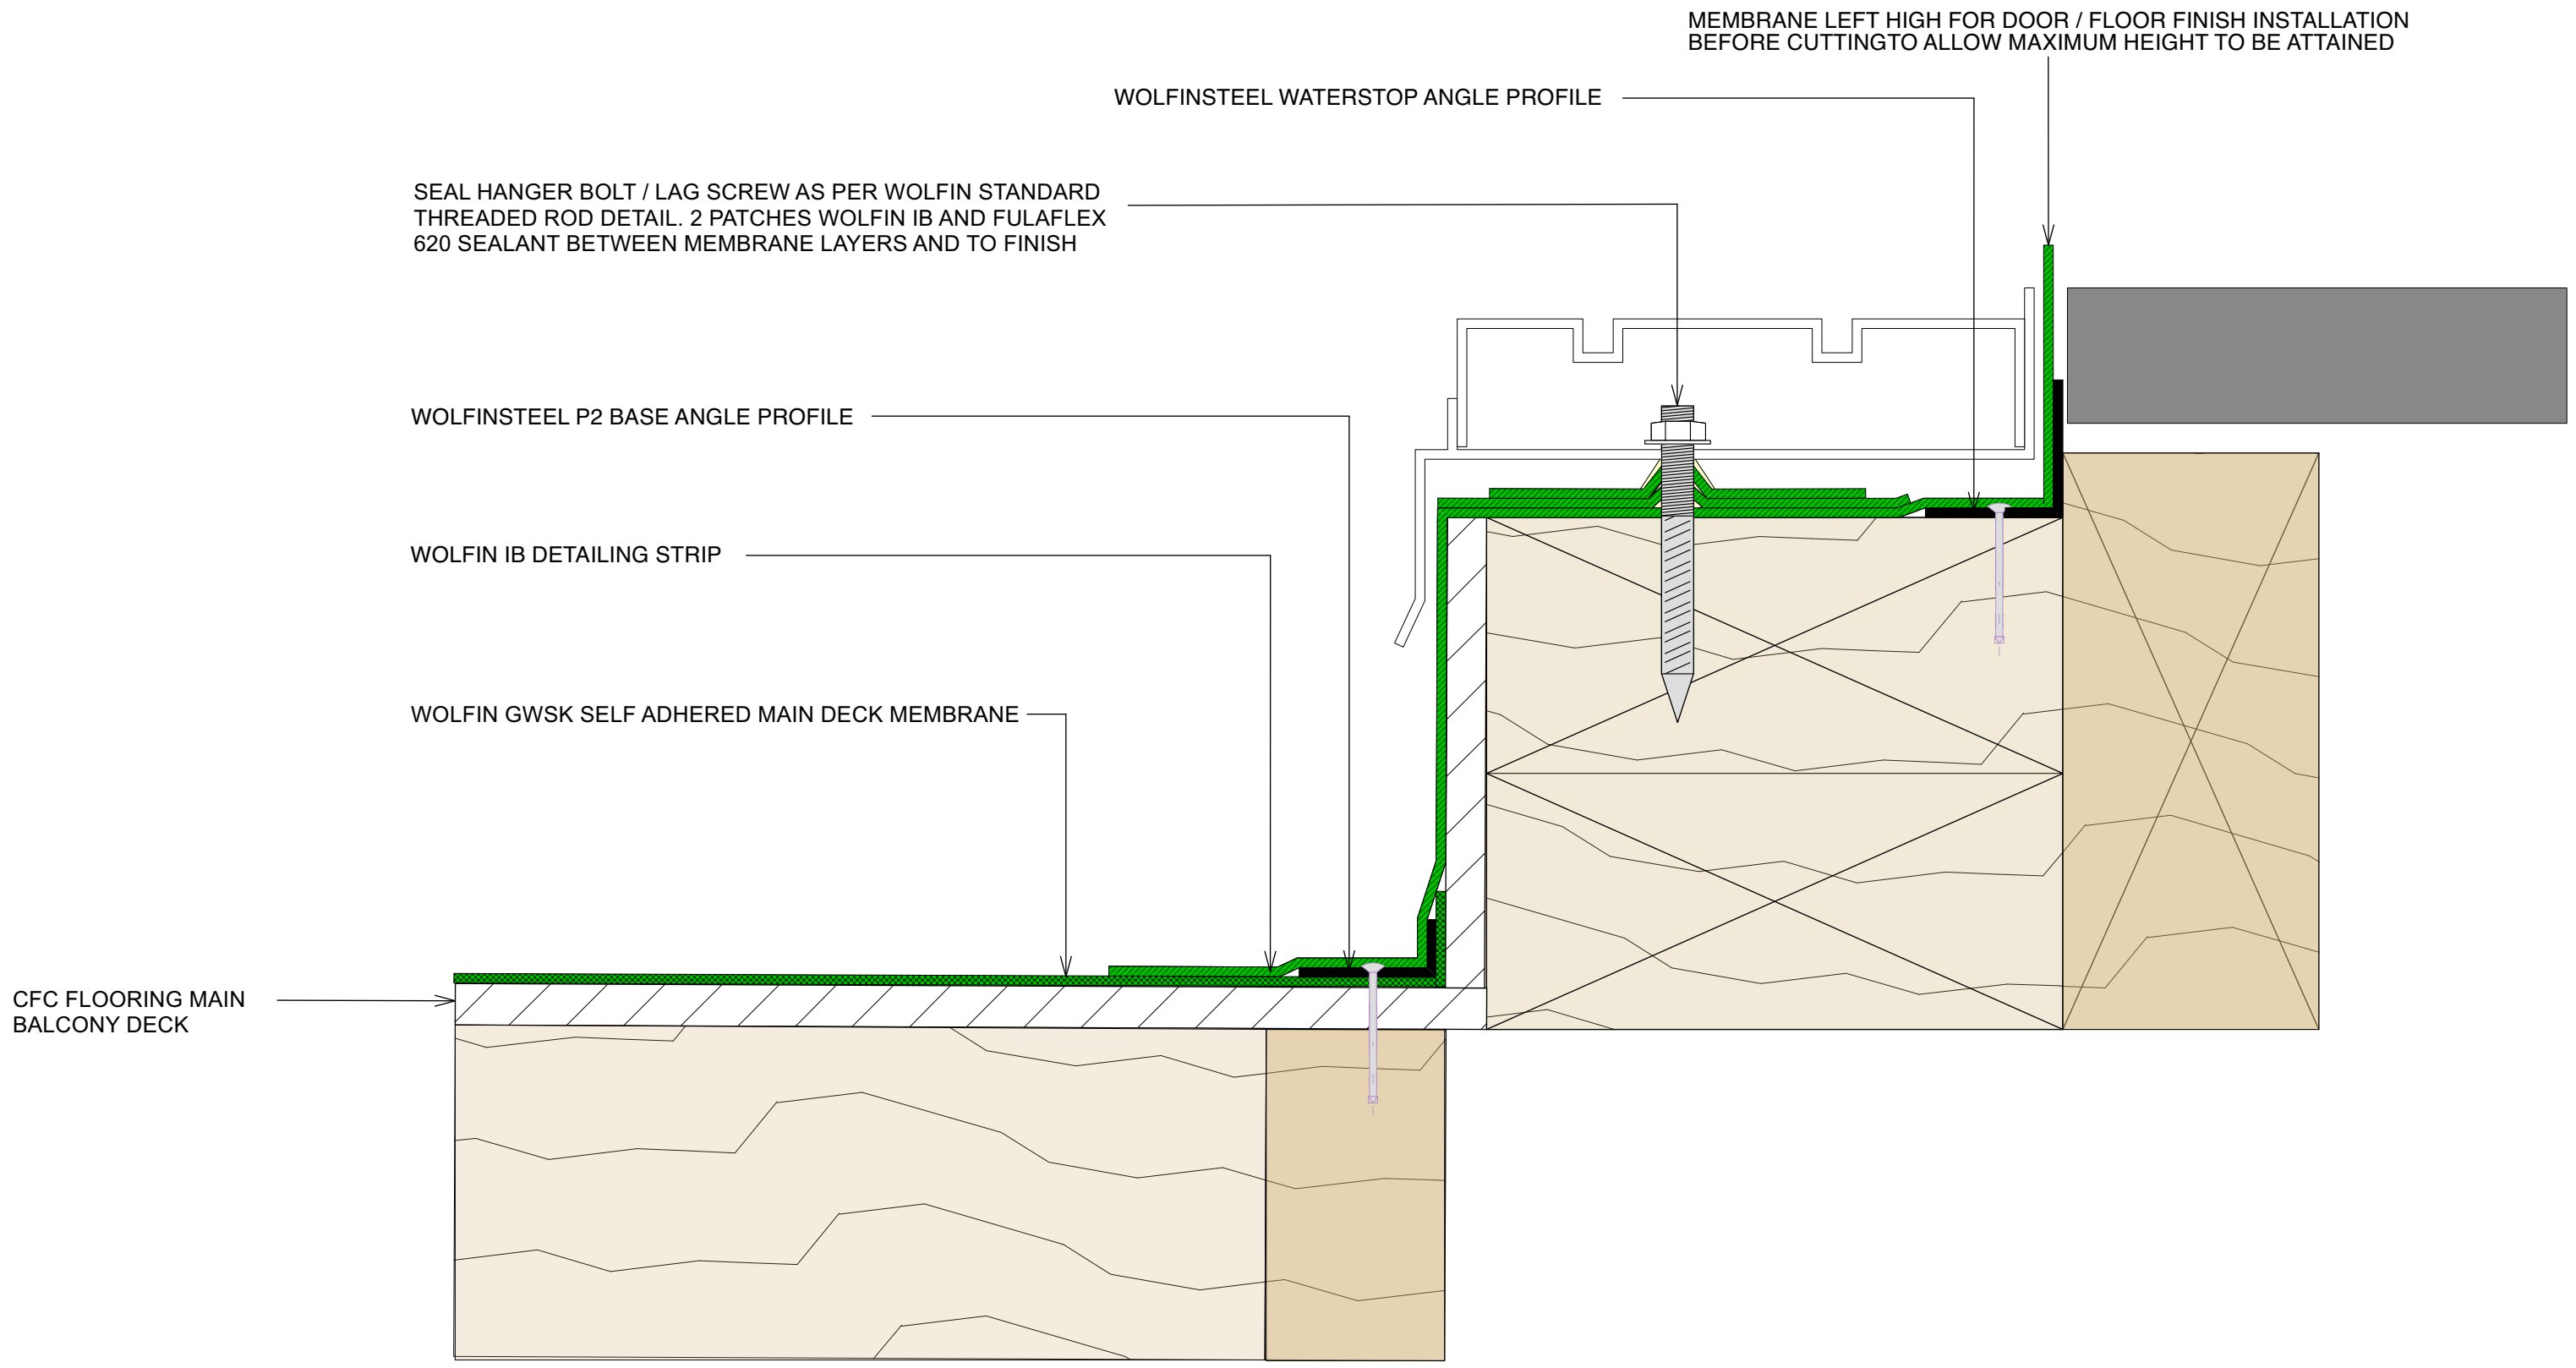 MEMBRANE LEFT HIGH FOR DOOR / FLOOR FINISH INSTALLATION
BEFORE CUTTINGTO ALLOW MAXIMUM HEIGHT TO BE ATTAINED
WOLFINSTEEL WATERSTOP ANGLE PROFILE
SEAL HANGER BOLT / LAG SCREW AS PER WOLFIN STANDARD
THREADED ROD DETAIL. 2 PATCHES WOLFIN IB AND FULAFLEX
620 SEALANT BETWEEN MEMBRANE LAYERS AND TO FINISH
WOLFINSTEEL P2 BASE ANGLE PROFILE
WOLFIN IB DETAILING STRIP
WOLFIN GWSK SELF ADHERED MAIN DECK MEMBRANE
CFC FLOORING MAIN
BALCONY DECK